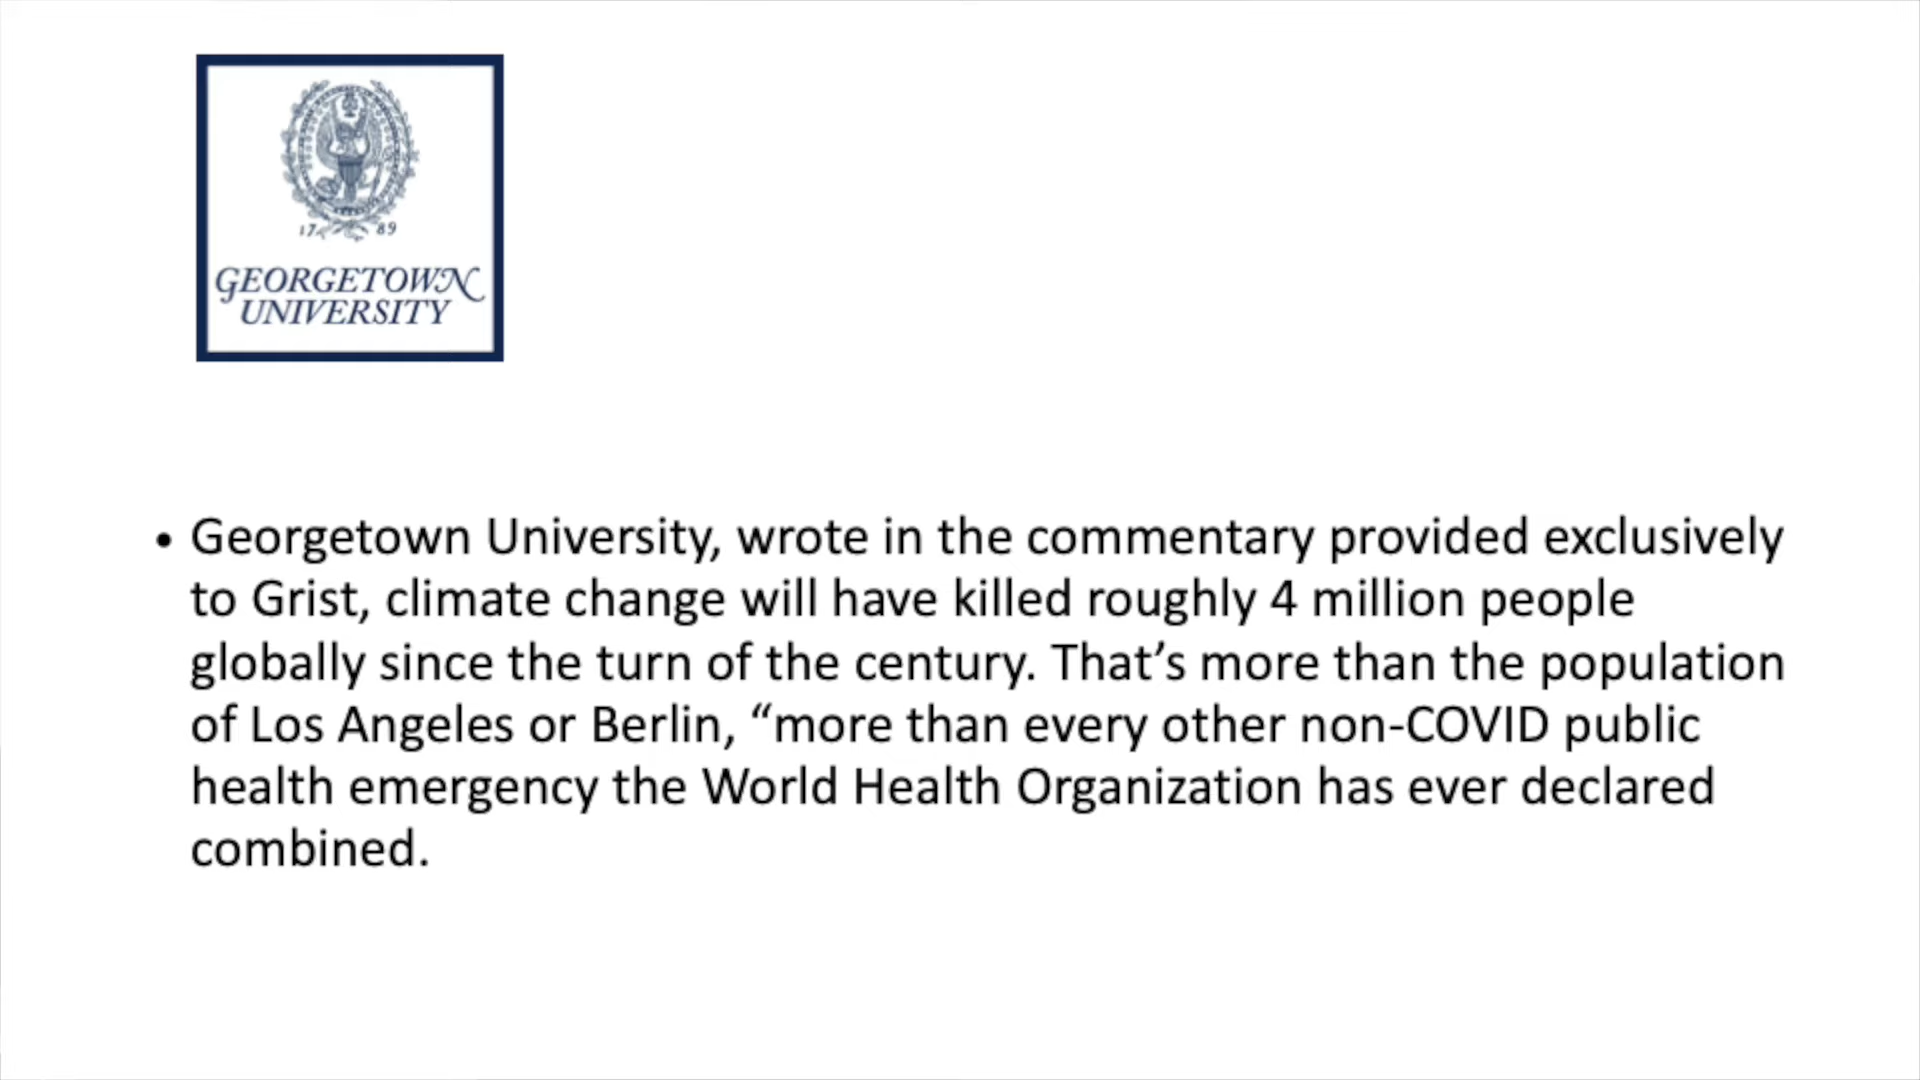 17 89
GEORGETOWN
UNIVERSITY
• Georgetown University, wrote in the commentary provided exclusively
to Grist, climate change will have killed roughly 4 million people
globally since the turn of the century. That’s more than the population
of Los Angeles or Berlin, “more than every other non-COVID public
health emergency the World Health Organization has ever declared
combined.